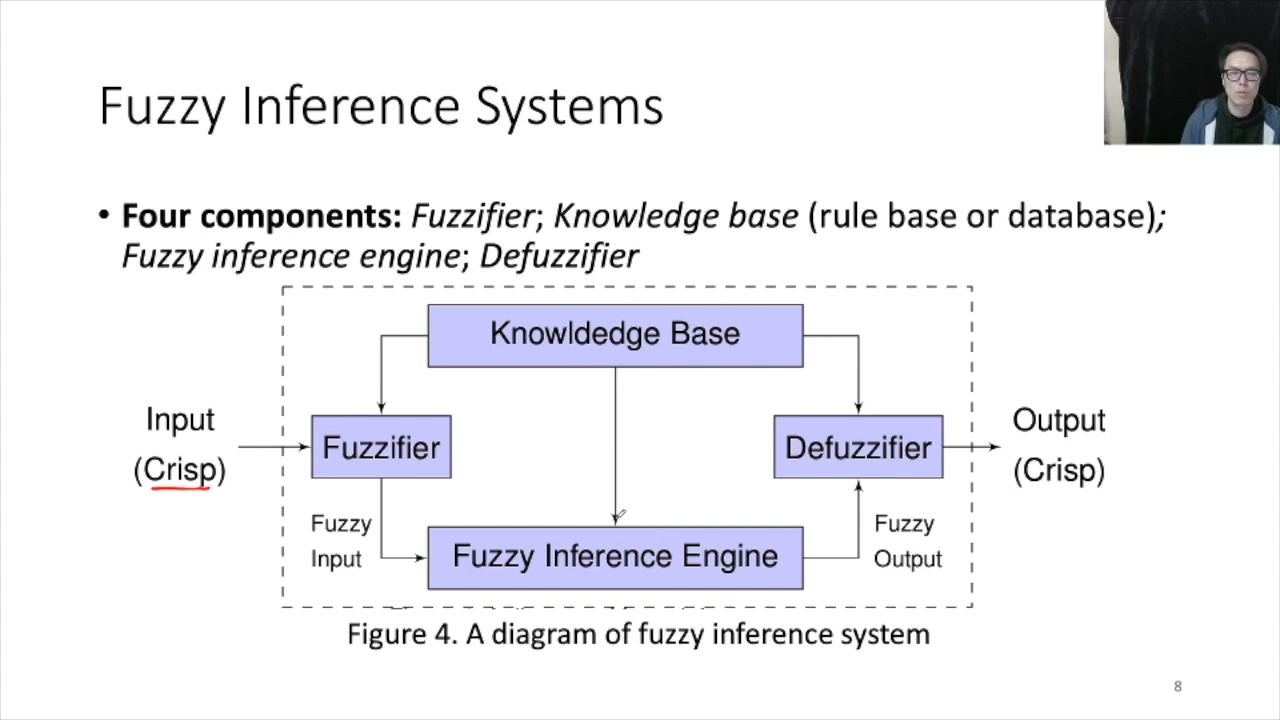 Fuzzy Inference Systems
• Four components: Fuzzifier; Knowledge base (rule base or database);
Fuzzy inference engine; Defuzzifier
Knowldedge Base
Input
(Crisp)
Fuzzifier
Defuzzifier
Output
(Crisp)
Fuzzy
Input
Fuzzy Inference Engine
Fuzzy
Output
Figure 4. A diagram of fuzzy inference system
8